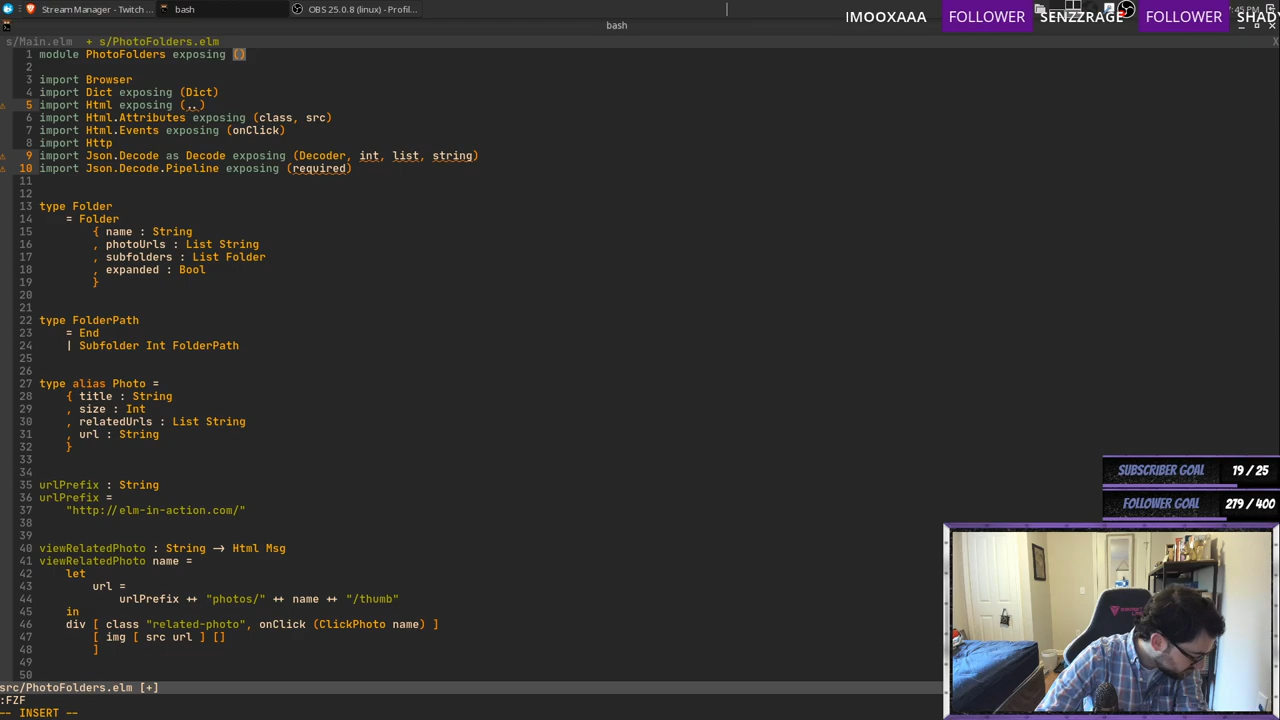 Stream Manager - Twitch ...
bash
OBS 25.0.8 (linux) - Profil...
:45 PM
IMOOXAAA
FOLLOWER
SENZZRAGE
FOLLOWER
SHAD
bash
s/Main.elm + s/PhotoFolders.elm
X
1 module PhotoFolders exposing ()
2
3 import Browser
4 import Dict exposing (Dict)
5 import Html exposing (..)
6 import Html.Attributes exposing (class, src)
7 import Html.Events exposing (onClick)
8 import Http
9 import Json.Decode as Decode exposing (Decoder, int, list, string)
10 import Json.Decode.Pipeline exposing (required)
11
12
13 type Folder
14 = Folder
15 { name : String
16 , photoUrls : List String
17 , subfolders : List Folder
18 , expanded : Bool
19 }
20
21
22 type FolderPath
23 = End
24 | Subfolder Int FolderPath
25
26
27 type alias Photo =
28 { title : String
29 , size : Int
30 , relatedUrls : List String
31 , url : String
32 }
33
34
35 urlPrefix : String
36 urlPrefix =
37 "http://elm-in-action.com/"
38
39
40 viewRelatedPhoto : String → Html Msg
41 viewRelatedPhoto name =
42 let
43 url =
44 urlPrefix ++ "photos/" ++ name ++ "/thumb"
45 in
46 div [ class "related-photo", onClick (ClickPhoto name) ]
47 [ img [ src url ] []
48 ]
49
50
SUBSCRIBER GOAL 19 / 25
FOLLOWER GOAL 279 / 400
src/PhotoFolders.elm [+]
:FZF
-- INSERT --